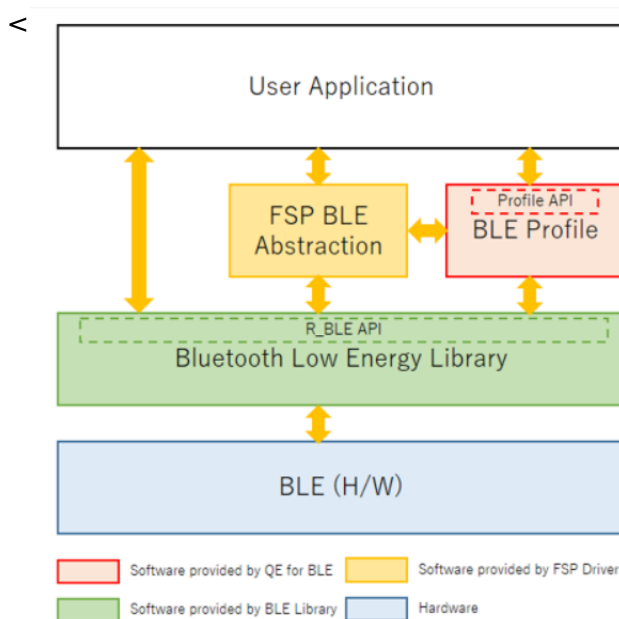 <
User Application
FSP BLE
Abstraction
Profile API
BLE Profile
R_BLE API
Bluetooth Low Energy Library
BLE (H/W)
Software provided by QE for BLE
Software provided by FSP Driver
Software provided by BLE Library
Hardware